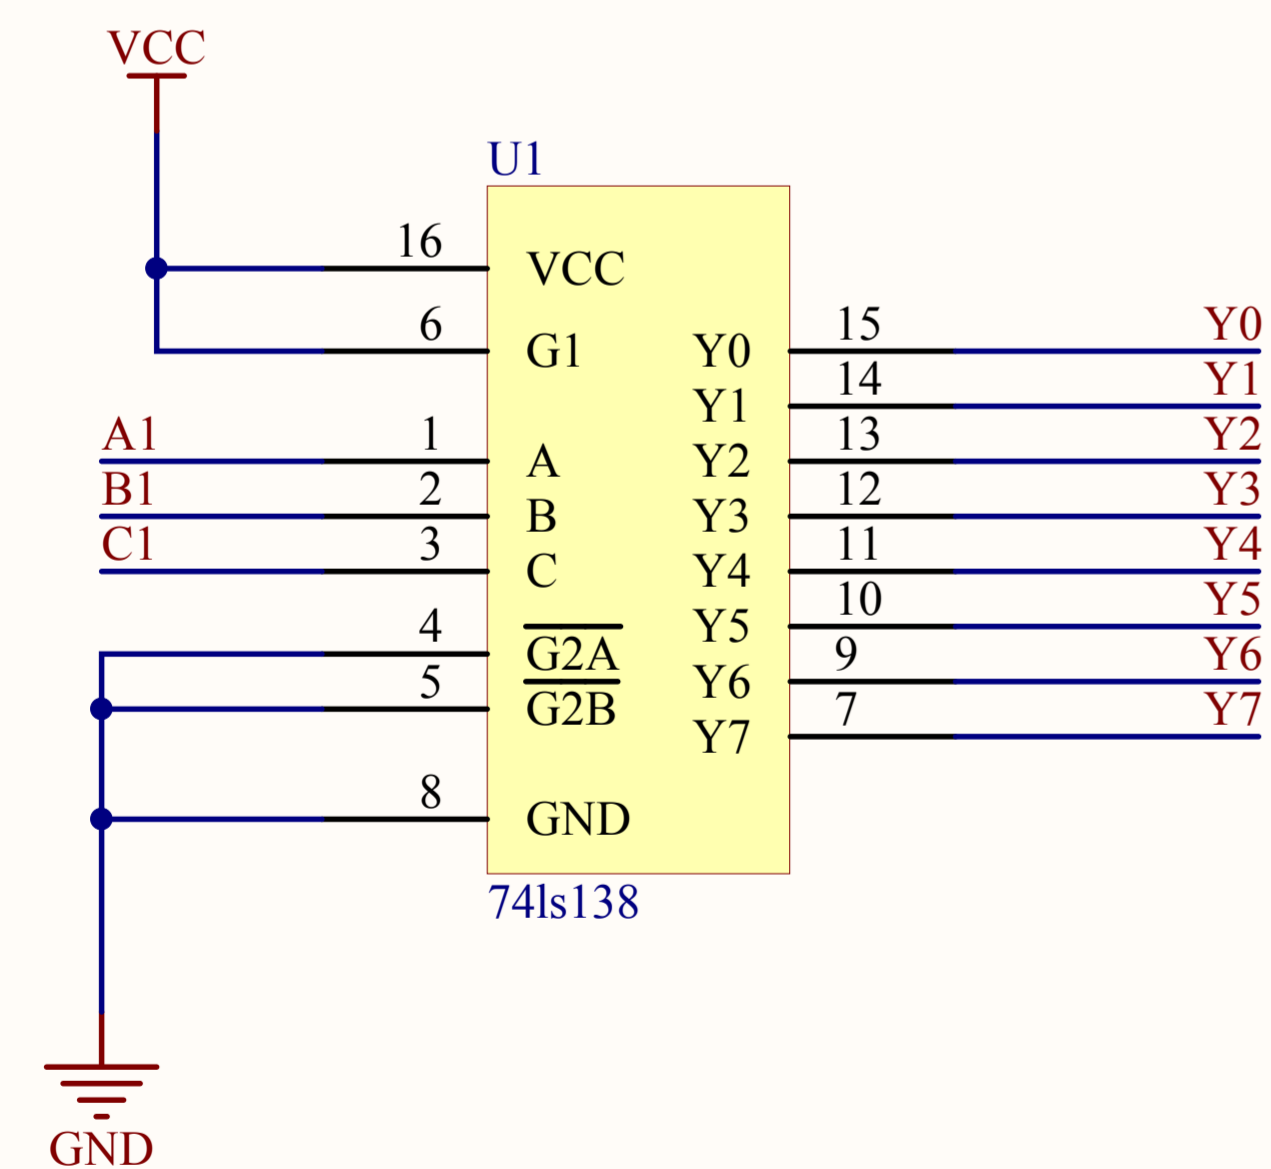 VCC
U1
16 VCC
6 G1 Y0 15 Y0
Y1 14 Y1
A1 1 A Y2 13 Y2
B1 2 B Y3 12 Y3
C1 3 C Y4 11 Y4
4 G2A Y5 10 Y5
5 G2B Y6 9 Y6
Y7 7 Y7
8 GND
74ls138
GND